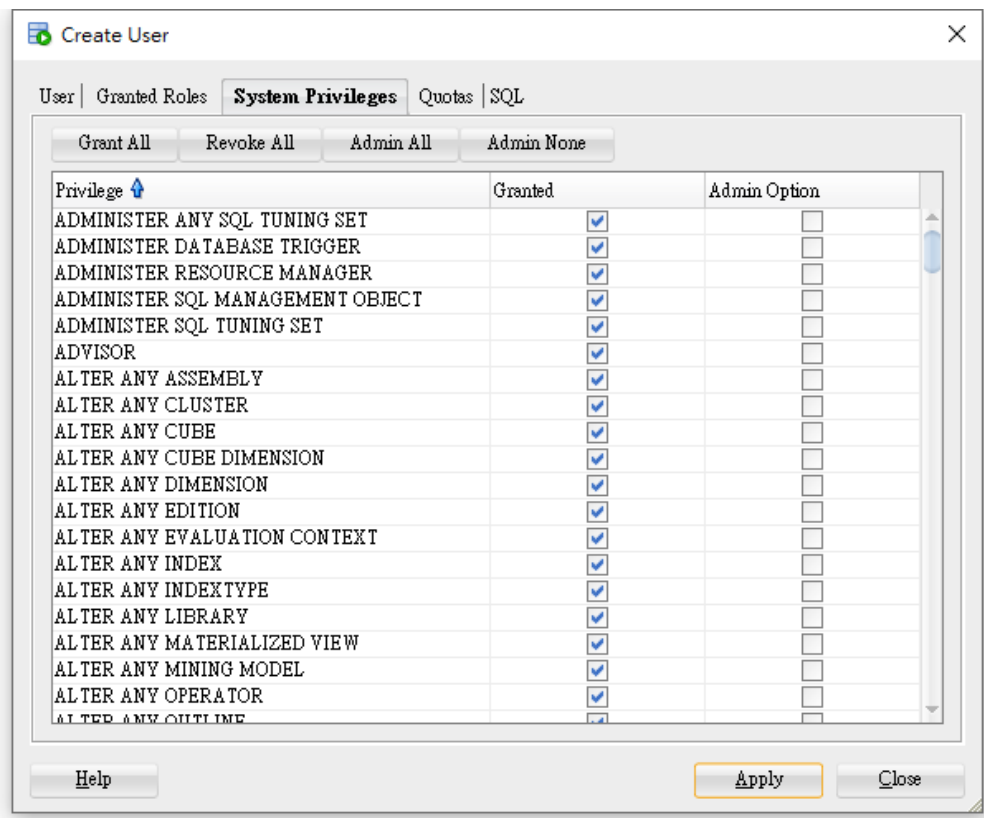 Create User
User Granted Roles System Privileges Quotas SQL
Grant All Revoke All Admin All Admin None
Privilege Granted Admin Option
ADMINISTER ANY SQL TUNING SET
ADMINISTER DATABASE TRIGGER
ADMINISTER RESOURCE MANAGER
ADMINISTER SQL MANAGEMENT OBJECT
ADMINISTER SQL TUNING SET
ADVISOR
ALTER ANY ASSEMBLY
ALTER ANY CLUSTER
ALTER ANY CUBE
ALTER ANY CUBE DIMENSION
ALTER ANY DIMENSION
ALTER ANY EDITION
ALTER ANY EVALUATION CONTEXT
ALTER ANY INDEX
ALTER ANY INDEXTYPE
ALTER ANY LIBRARY
ALTER ANY MATERIALIZED VIEW
ALTER ANY MINING MODEL
ALTER ANY OPERATOR
ALTER ANY OUTLINE
Help Apply Close